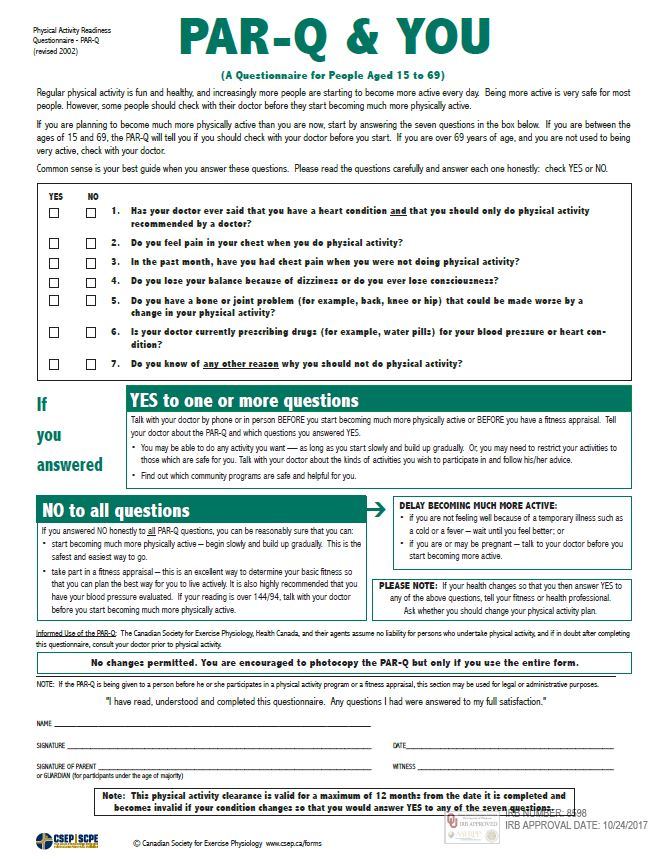 Physical Activity Readiness
Questionnaire - PAR-Q
(revised 2002)
PAR-Q & YOU
(A Questionnaire for People Aged 15 to 69)
Regular physical activity is fun and healthy, and increasingly more people are starting to become more active every day. Being more active is very safe for most
people. However, some people should check with their doctor before they start becoming much more physically active.
If you are planning to become much more physically active than you are now, start by answering the seven questions in the box below. If you are between the
ages of 15 and 69, the PAR-Q will tell you if you should check with your doctor before you start. If you are over 69 years of age, and you are not used to being
very active, check with your doctor.
Common sense is your best guide when you answer these questions. Please read the questions carefully and answer each one honestly: check YES or NO.
YES NO
1. Has your doctor ever said that you have a heart condition and that you should only do physical activity
recommended by a doctor?
2. Do you feel pain in your chest when you do physical activity?
3. In the past month, have you had chest pain when you were not doing physical activity?
4. Do you lose your balance because of dizziness or do you ever lose consciousness?
5. Do you have a bone or joint problem (for example, back, knee or hip) that could be made worse by a
change in your physical activity?
6. Is your doctor currently prescribing drugs (for example, water pills) for your blood pressure or heart con-
dition?
7. Do you know of any other reason why you should not do physical activity?
If
you
answered
YES to one or more questions
Talk with your doctor by phone or in person BEFORE you start becoming much more physically active or BEFORE you have a fitness appraisal. Tell
your doctor about the PAR-Q and which questions you answered YES.
• You may be able to do any activity you want — as long as you start slowly and build up gradually. Or, you may need to restrict your activities to
those which are safe for you. Talk with your doctor about the kinds of activities you wish to participate in and follow his/her advice.
• Find out which community programs are safe and helpful for you.
NO to all questions
If you answered NO honestly to all PAR-Q questions, you can be reasonably sure that you can:
• start becoming much more physically active – begin slowly and build up gradually. This is the
safest and easiest way to go.
• take part in a fitness appraisal – this is an excellent way to determine your basic fitness so
that you can plan the best way for you to live actively. It is also highly recommended that you
have your blood pressure evaluated. If your reading is over 144/94, talk with your doctor
before you start becoming much more physically active.
DELAY BECOMING MUCH MORE ACTIVE:
• if you are not feeling well because of a temporary illness such as
a cold or a fever – wait until you feel better; or
• if you are or may be pregnant – talk to your doctor before you
start becoming more active.
PLEASE NOTE: If your health changes so that you then answer YES to
any of the above questions, tell your fitness or health professional.
Ask whether you should change your physical activity plan.
Informed Use of the PAR-Q: The Canadian Society for Exercise Physiology, Health Canada, and their agents assume no liability for persons who undertake physical activity, and if in doubt after completing
this questionnaire, consult your doctor prior to physical activity.
No changes permitted. You are encouraged to photocopy the PAR-Q but only if you use the entire form.
NOTE: If the PAR-Q is being given to a person before he or she participates in a physical activity program or a fitness appraisal, this section may be used for legal or administrative purposes.
"I have read, understood and completed this questionnaire. Any questions I had were answered to my full satisfaction."
NAME
SIGNATURE DATE
SIGNATURE OF PARENT WITNESS
or GUARDIAN (for participants under the age of majority)
Note: This physical activity clearance is valid for a maximum of 12 months from the date it is completed and
becomes invalid if your condition changes so that you would answer YES to any of the seven questions.
IRB NUMBER: 8598
IRB APPROVED
IRB APPROVAL DATE: 10/24/2017
CSEP | SCPE
© Canadian Society for Exercise Physiology www.csep.ca/forms